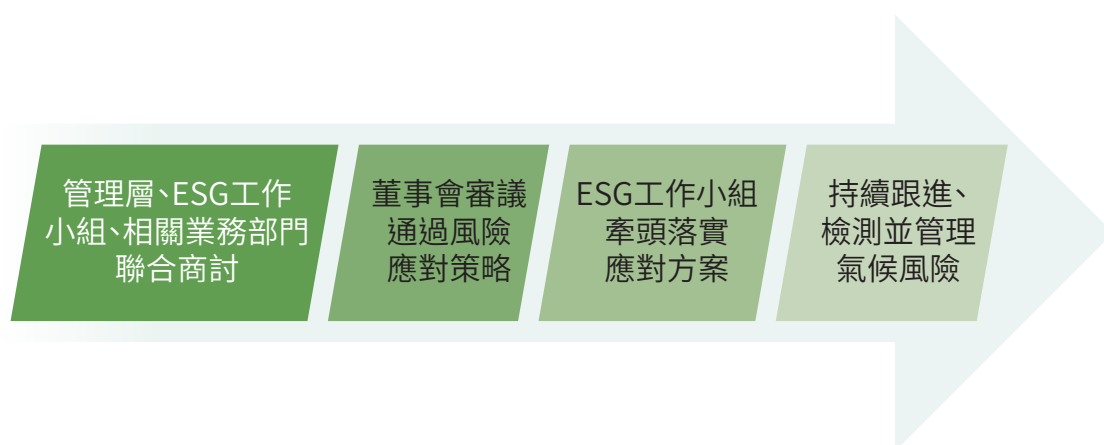 管理層、ESG工作
小組、相關業務部門
聯合商討
董事會審議
通過風險
應對策略
ESG工作小組
牽頭落實
應對方案
持續跟進、
檢測並管理
氣候風險